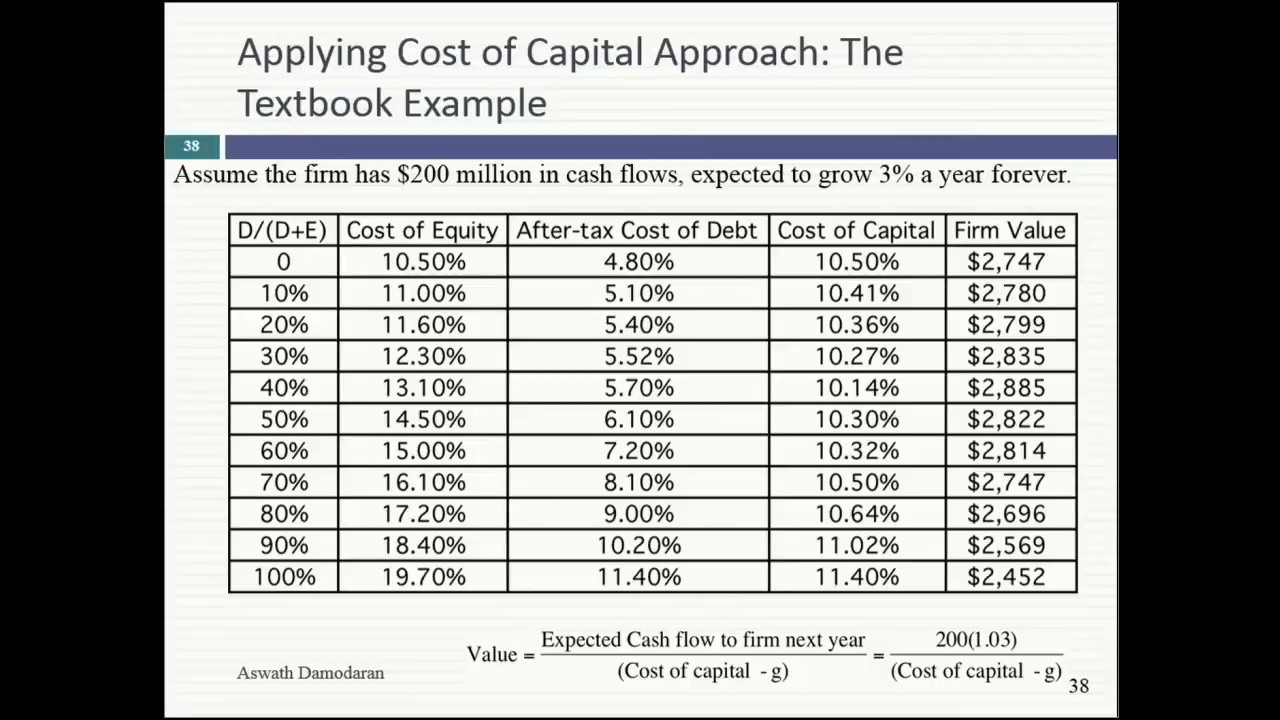 Applying Cost of Capital Approach: The
Textbook Example
38
Assume the firm has $200 million in cash flows, expected to grow 3% a year forever.
D/(D+E) Cost of Equity After-tax Cost of Debt Cost of Capital Firm Value
0 10.50% 4.80% 10.50% $2,747
10% 11.00% 5.10% 10.41% $2,780
20% 11.60% 5.40% 10.36% $2,799
30% 12.30% 5.52% 10.27% $2,835
40% 13.10% 5.70% 10.14% $2,885
50% 14.50% 6.10% 10.30% $2,822
60% 15.00% 7.20% 10.32% $2,814
70% 16.10% 8.10% 10.50% $2,747
80% 17.20% 9.00% 10.64% $2,696
90% 18.40% 10.20% 11.02% $2,569
100% 19.70% 11.40% 11.40% $2,452
Expected Cash flow to firm next year 200(1.03)
Value = =
(Cost of capital - g) (Cost of capital - g)
Aswath Damodaran
38